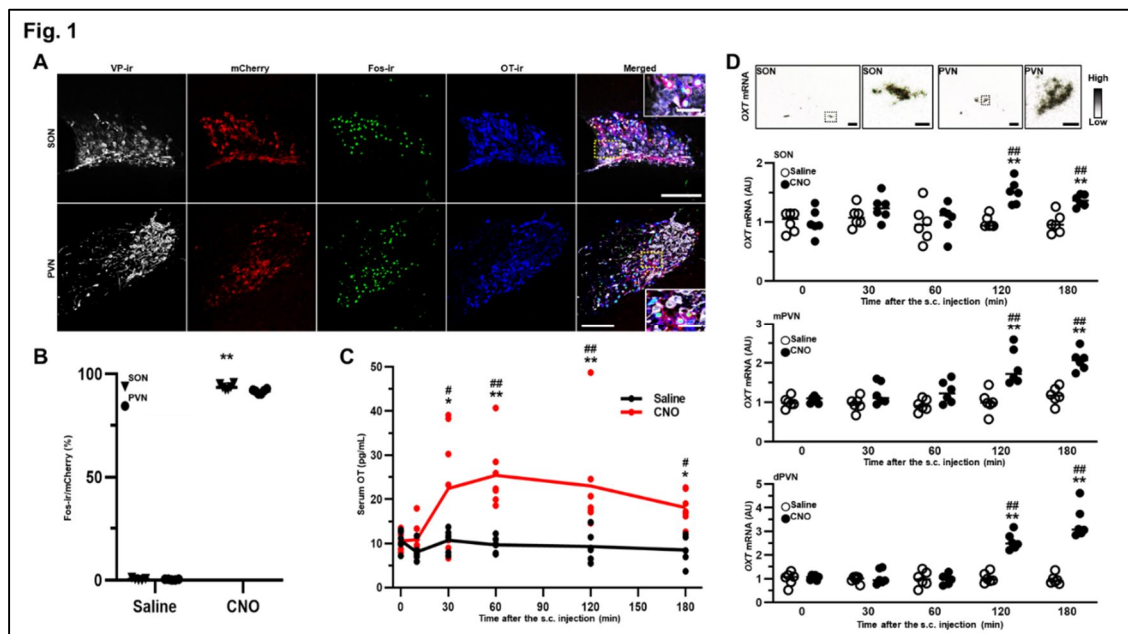 Fig. 1
A
VP-ir mCherry Fos-ir OT-ir Merged
SON
PVN
B
**
SON
PVN
100
50
0
Fos-ir/mCherry (%)
Saline CNO
C
##
**
##
**
#
*
#
*
Saline
CNO
50
40
30
20
10
0
Serum OT (pg/mL)
0 30 60 90 120 150 180
Time after the s.c. injection (min)
D
OXT mRNA
SON SON PVN PVN
High
Low
SON
Saline
CNO
##
**
##
**
2
1
0
OXT mRNA (AU)
0 30 60 120 180
Time after the s.c. injection (min)
mPVN
Saline
CNO
##
**
##
**
3
2
1
0
OXT mRNA (AU)
0 30 60 120 180
Time after the s.c. injection (min)
dPVN
Saline
CNO
##
**
##
**
5
4
3
2
1
0
OXT mRNA (AU)
0 30 60 120 180
Time after the s.c. injection (min)